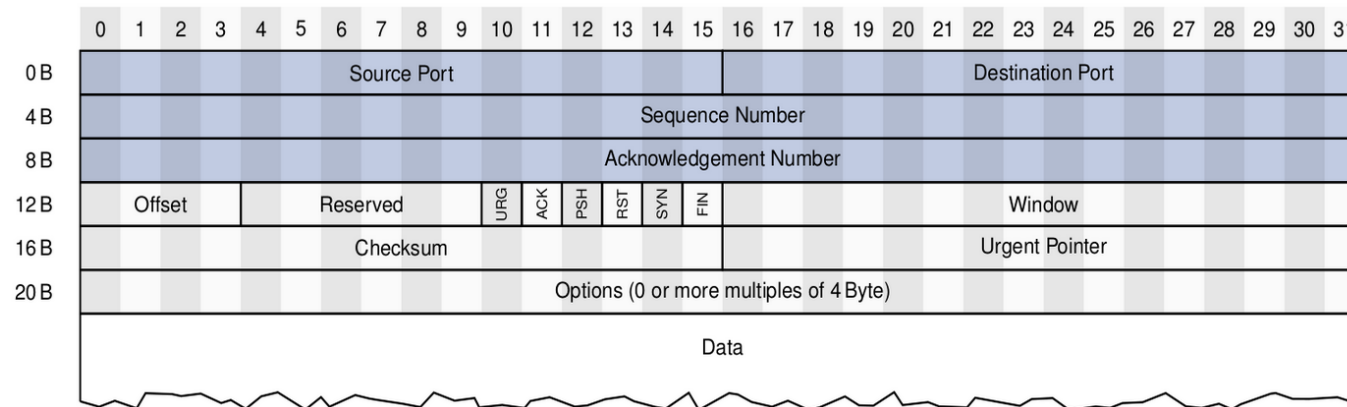 0 1 2 3 4 5 6 7 8 9 10 11 12 13 14 15 16 17 18 19 20 21 22 23 24 25 26 27 28 29 30
0 B Source Port Destination Port
4 B Sequence Number
8 B Acknowledgement Number
12 B Offset Reserved URG ACK PSH RST SYN FIN Window
16 B Checksum Urgent Pointer
20 B Options (0 or more multiples of 4 Byte)
Data